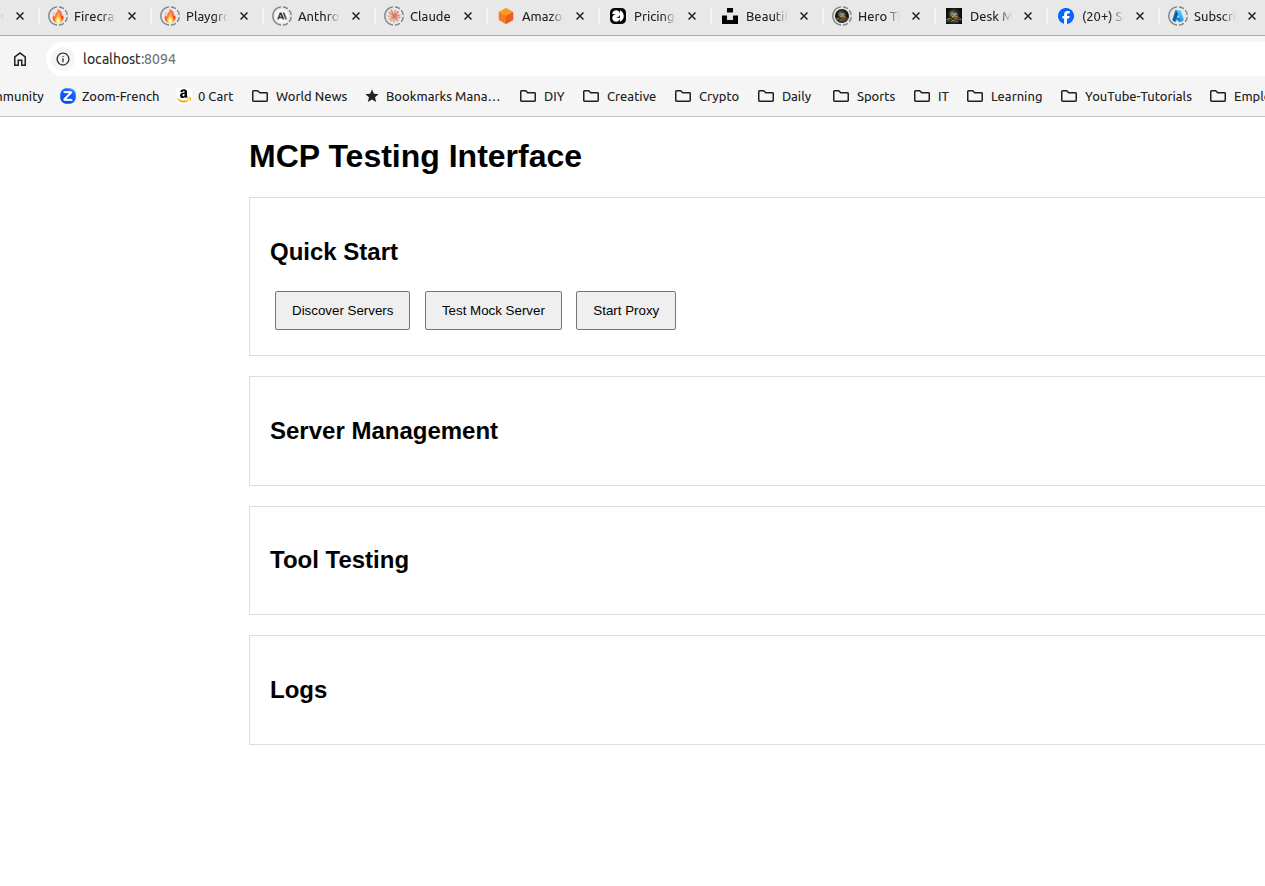 Firecra Playgro Anthro Claude Amazo Pricing Beauti Hero T Desk M (20+) S Subscri
localhost:8094
munity Zoom-French 0 Cart World News Bookmarks Mana… DIY Creative Crypto Daily Sports IT Learning YouTube-Tutorials Empl
MCP Testing Interface
Quick Start
Discover Servers Test Mock Server Start Proxy
Server Management
Tool Testing
Logs